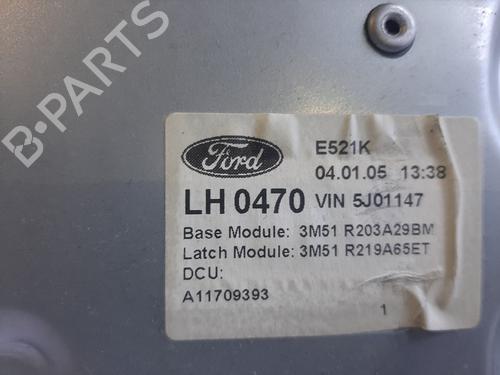 B-PARTS
Ford
E521K
04.01.05 13:38
LH 0470 VIN 5J01147
Base Module: 3M51 R203A29BM
Latch Module: 3M51 R219A65ET
DCU:
A11709393
1